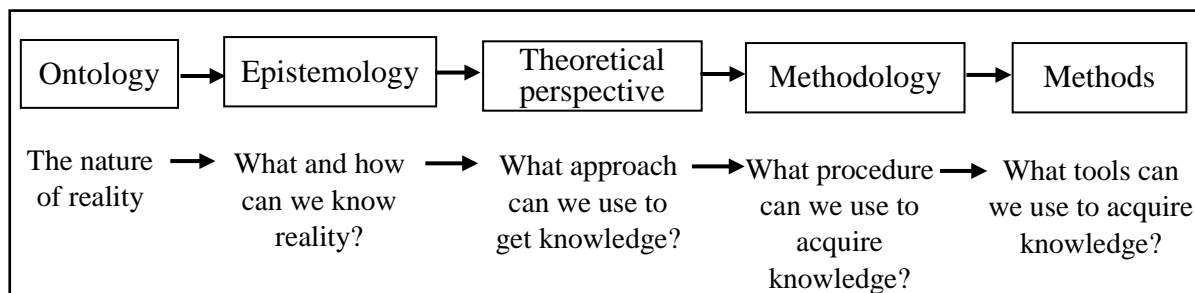 Ontology
Epistemology
Theoretical
perspective
Methodology
Methods
The nature
of reality
What and how
can we know
reality?
What approach
can we use to
get knowledge?
What procedure
can we use to
acquire
knowledge?
What tools can
we use to acquire
knowledge?